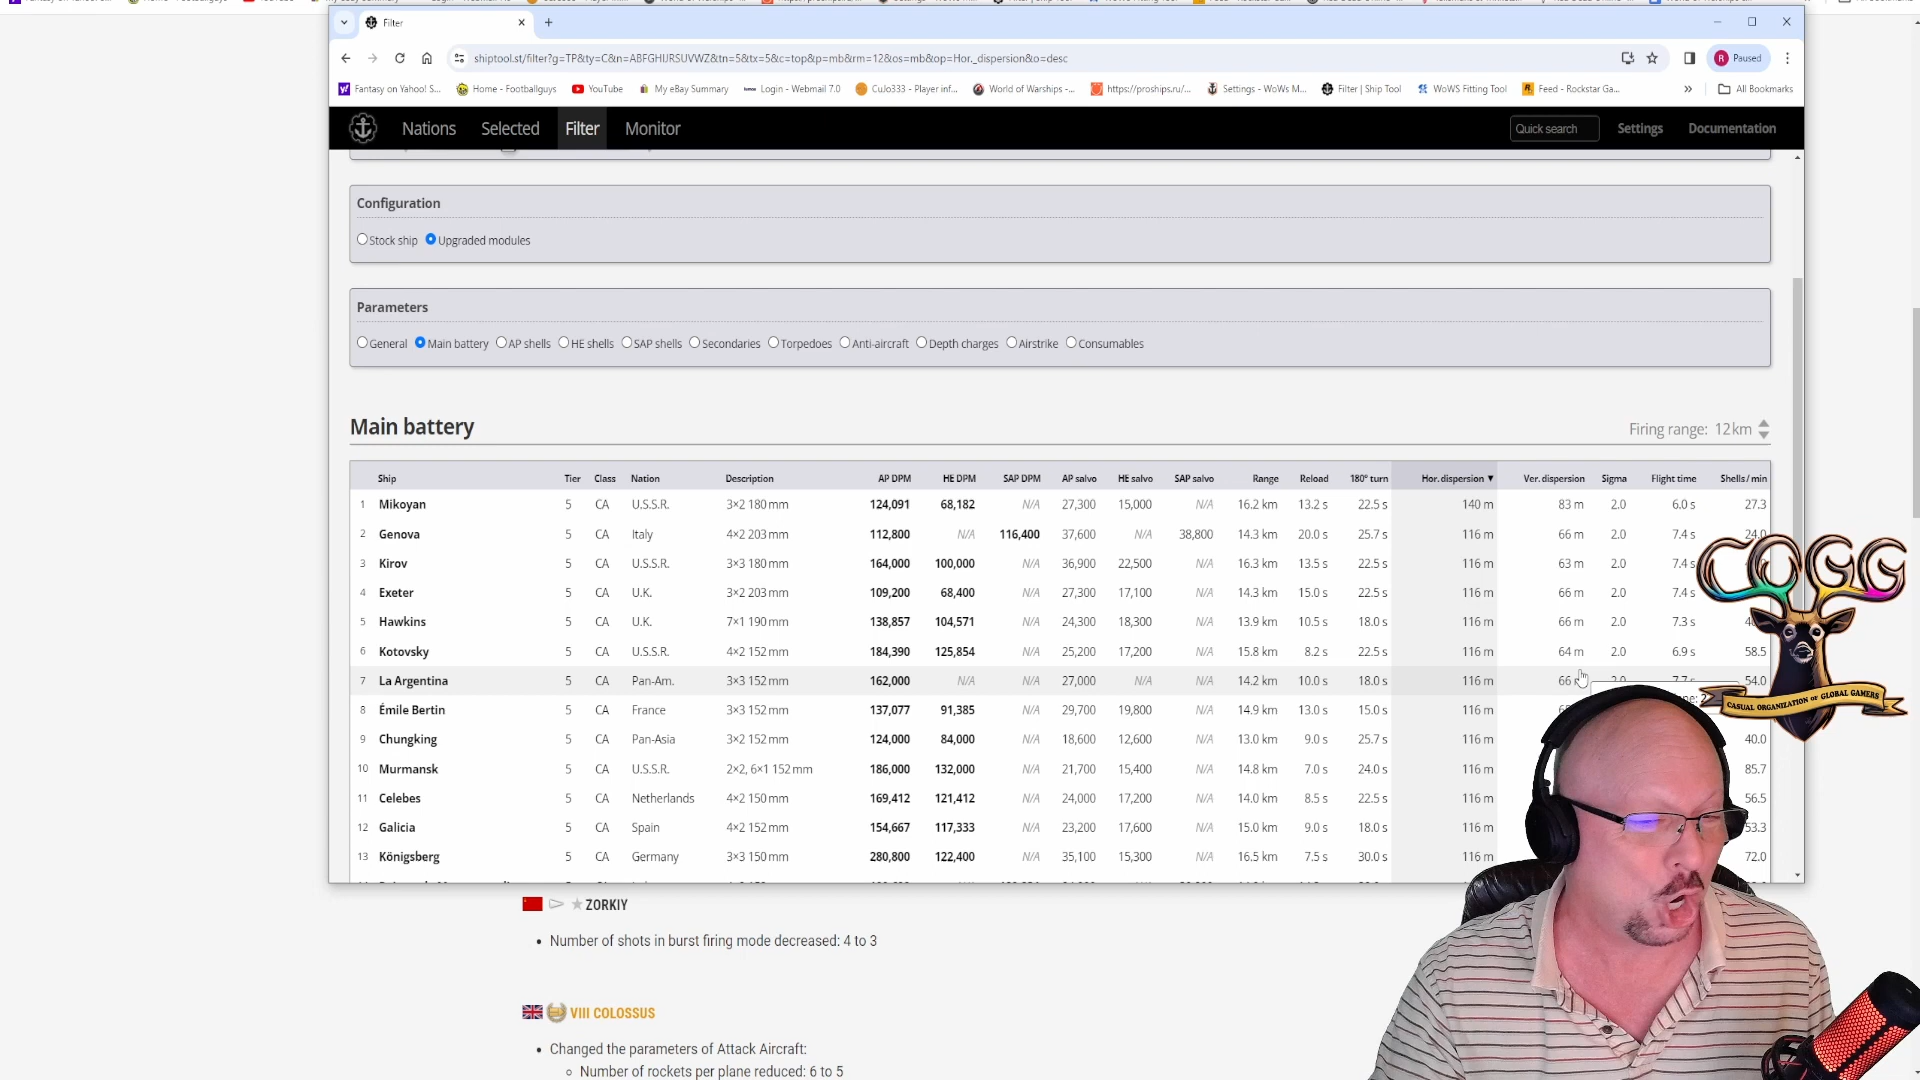 Filter
shiptool.st/filter?g=TP&ty=C&n=ABFGHIJRSUVWZ&tn=5&tx=5&c=top&p=mb&rm=12&os=mb&op=Hor._dispersion&o=desc
R Paused
Fantasy on Yahoo! S... Home - Footballguys YouTube My eBay Summary Login - Webmail 7.0 CuJo333 - Player inf... World of Warships -... https://proships.ru/... Settings - WoWs M... Filter | Ship Tool WoWS Fitting Tool Feed - Rockstar Ga... » All Bookmarks
Nations Selected Filter Monitor Quick search Settings Documentation
Configuration
Stock ship Upgraded modules
Parameters
General Main battery AP shells HE shells SAP shells Secondaries Torpedoes Anti-aircraft Depth charges Airstrike Consumables
Main battery Firing range: 12 km
Ship Tier Class Nation Description AP DPM HE DPM SAP DPM AP salvo HE salvo SAP salvo Range Reload 180° turn Hor. dispersion ▼ Ver. dispersion Sigma Flight time Shells/min
1 Mikoyan 5 CA U.S.S.R. 3×2 180 mm 124,091 68,182 N/A 27,300 15,000 N/A 16.2 km 13.2 s 22.5 s 140 m 83 m 2.0 6.0 s 27.3
2 Genova 5 CA Italy 4×2 203 mm 112,800 N/A 116,400 37,600 N/A 38,800 14.3 km 20.0 s 25.7 s 116 m 66 m 2.0 7.4 s 24.0
3 Kirov 5 CA U.S.S.R. 3×3 180 mm 164,000 100,000 N/A 36,900 22,500 N/A 16.3 km 13.5 s 22.5 s 116 m 63 m 2.0 7.4 s
4 Exeter 5 CA U.K. 3×2 203 mm 109,200 68,400 N/A 27,300 17,100 N/A 14.3 km 15.0 s 22.5 s 116 m 66 m 2.0 7.4 s
5 Hawkins 5 CA U.K. 7×1 190 mm 138,857 104,571 N/A 24,300 18,300 N/A 13.9 km 10.5 s 18.0 s 116 m 66 m 2.0 7.3 s
6 Kotovsky 5 CA U.S.S.R. 4×2 152 mm 184,390 125,854 N/A 25,200 17,200 N/A 15.8 km 8.2 s 22.5 s 116 m 64 m 2.0 6.9 s 58.5
7 La Argentina 5 CA Pan-Am. 3×3 152 mm 162,000 N/A N/A 27,000 N/A N/A 14.2 km 10.0 s 18.0 s 116 m 66 2.0 7.7 s 54.0
8 Émile Bertin 5 CA France 3×3 152 mm 137,077 91,385 N/A 29,700 19,800 N/A 14.9 km 13.0 s 15.0 s 116 m
9 Chungking 5 CA Pan-Asia 3×2 152 mm 124,000 84,000 N/A 18,600 12,600 N/A 13.0 km 9.0 s 25.7 s 116 m 40.0
10 Murmansk 5 CA U.S.S.R. 2×2, 6×1 152 mm 186,000 132,000 N/A 21,700 15,400 N/A 14.8 km 7.0 s 24.0 s 116 m 85.7
11 Celebes 5 CA Netherlands 4×2 150 mm 169,412 121,412 N/A 24,000 17,200 N/A 14.0 km 8.5 s 22.5 s 116 m 56.5
12 Galicia 5 CA Spain 4×2 152 mm 154,667 117,333 N/A 23,200 17,600 N/A 15.0 km 9.0 s 18.0 s 116 m 53.3
13 Königsberg 5 CA Germany 3×3 150 mm 280,800 122,400 N/A 35,100 15,300 N/A 16.5 km 7.5 s 30.0 s 116 m 72.0
COGG
CASUAL ORGANIZATION OF GLOBAL GAMERS
ZORKIY
• Number of shots in burst firing mode decreased: 4 to 3
VIII COLOSSUS
• Changed the parameters of Attack Aircraft:
Number of rockets per plane reduced: 6 to 5